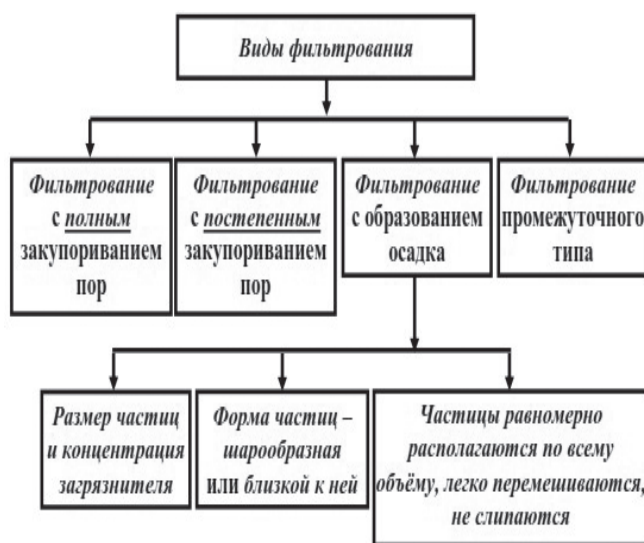 Виды фильтрования
Фильтрование
с полным
закупориванием
пор
Фильтрование
с постепенным
закупориванием
пор
Фильтрование
с образованием
осадка
Фильтрование
промежуточного
типа
Размер частиц
и концентрация
загрязнителя
Форма частиц –
шарообразная
или близкой к ней
Частицы равномерно
располагаются по всему
объёму, легко перемешиваются,
не слипаются